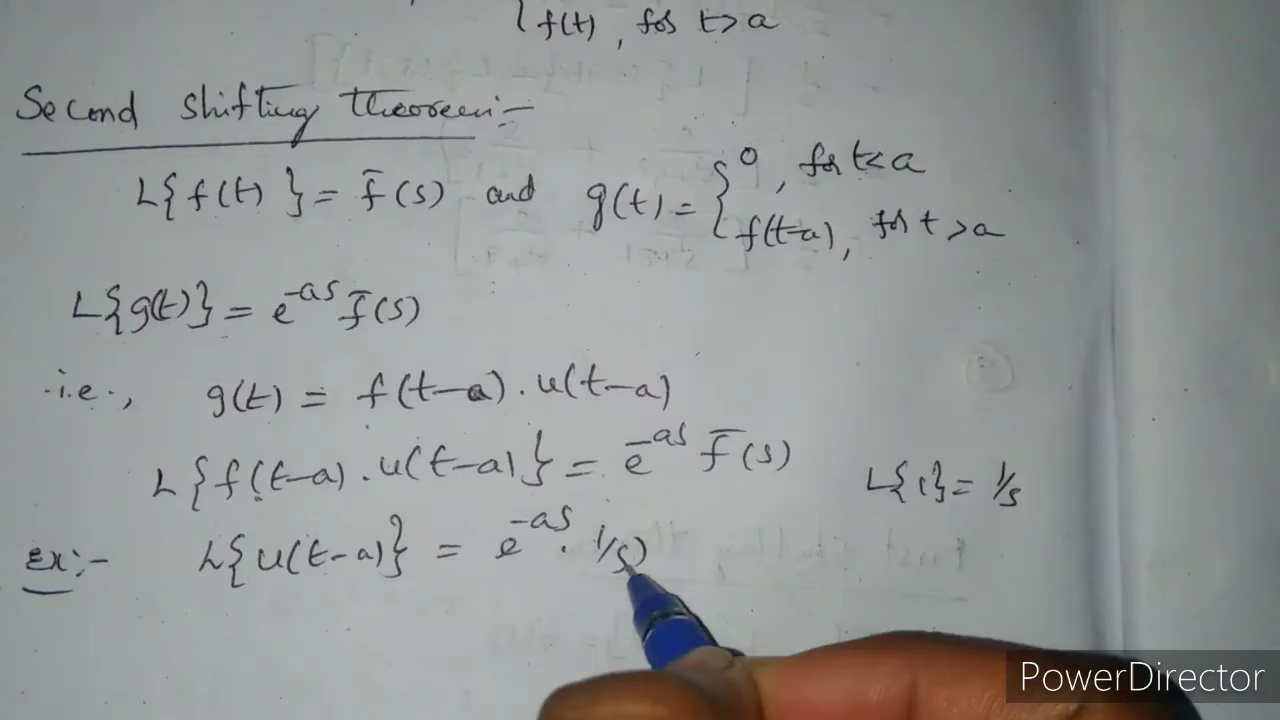 f(t), for t>a
Second shifting theorem:-
L{f(t)} = f̄(s) and g(t) = { 0, for t<a
f(t-a), for t>a
L{g(t)} = e^-as f̄(s)
i.e., g(t) = f(t-a).u(t-a)
L{f(t-a).u(t-a)} = e^-as f̄(s)
L{1} = 1/s
Ex:- L{u(t-a)} = e^-as . 1/s)
PowerDirector